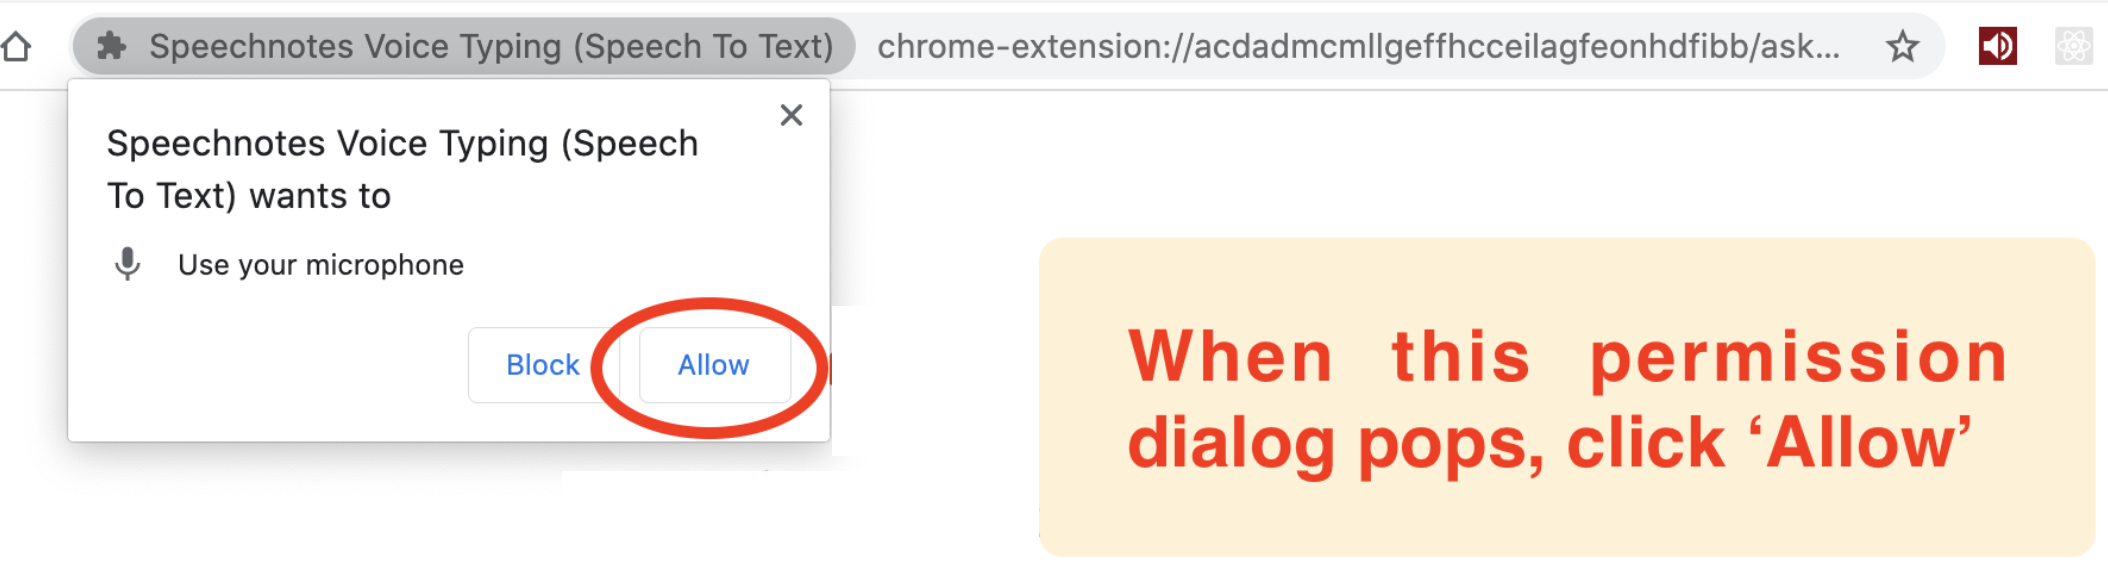 Speechnotes Voice Typing (Speech To Text) chrome-extension://acdadmcmllgeffhcceilagfeonhdfibb/ask...
Speechnotes Voice Typing (Speech
To Text) wants to
Use your microphone
Block Allow
When this permission
dialog pops, click ‘Allow’